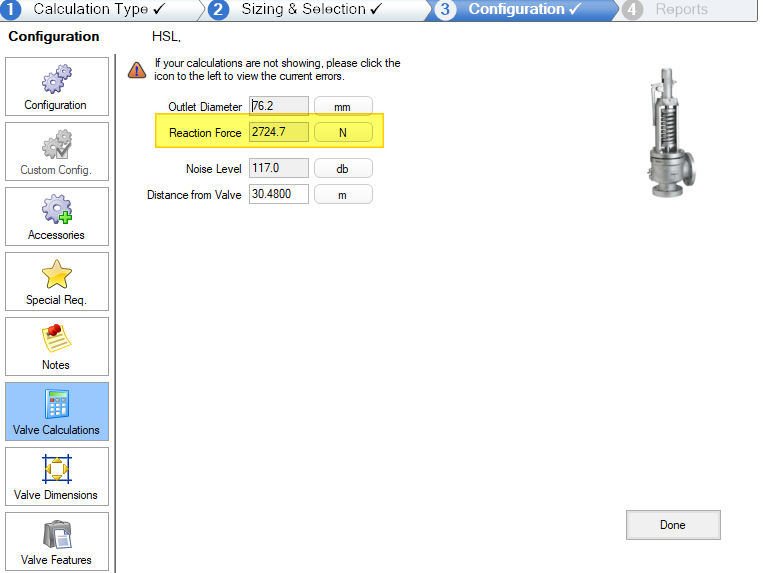 1 Calculation Type ✓ 2 Sizing & Selection ✓ 3 Configuration ✓ 4 Reports
Configuration
HSL,
If your calculations are not showing, please click the
icon to the left to view the current errors.
Configuration
Custom Config.
Accessories
Special Req.
Notes
Valve Calculations
Valve Dimensions
Valve Features
Outlet Diameter 76.2 mm
Reaction Force 2724.7 N
Noise Level 117.0 db
Distance from Valve 30.4800 m
Done